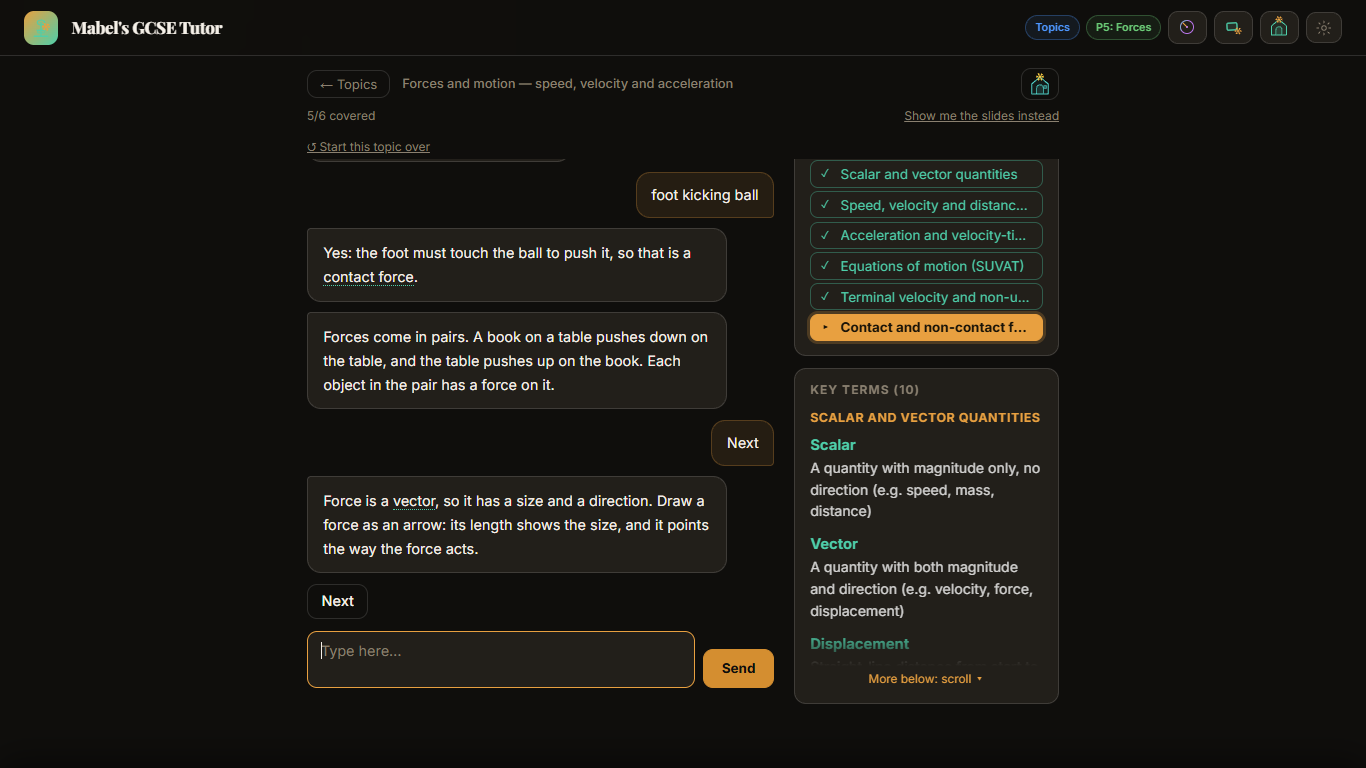 Mabel's GCSE Tutor
Topics
P5: Forces
← Topics
Forces and motion — speed, velocity and acceleration
5/6 covered
Show me the slides instead
↺ Start this topic over
foot kicking ball
Yes: the foot must touch the ball to push it, so that is a
contact force.
Forces come in pairs. A book on a table pushes down on
the table, and the table pushes up on the book. Each
object in the pair has a force on it.
Next
Force is a vector, so it has a size and a direction. Draw a
force as an arrow: its length shows the size, and it points
the way the force acts.
Next
Type here...
Send
✓ Scalar and vector quantities
✓ Speed, velocity and distanc...
✓ Acceleration and velocity-ti...
✓ Equations of motion (SUVAT)
✓ Terminal velocity and non-u...
▸ Contact and non-contact f...
KEY TERMS (10)
SCALAR AND VECTOR QUANTITIES
Scalar
A quantity with magnitude only, no
direction (e.g. speed, mass,
distance)
Vector
A quantity with both magnitude
and direction (e.g. velocity, force,
displacement)
Displacement
More below: scroll ▾